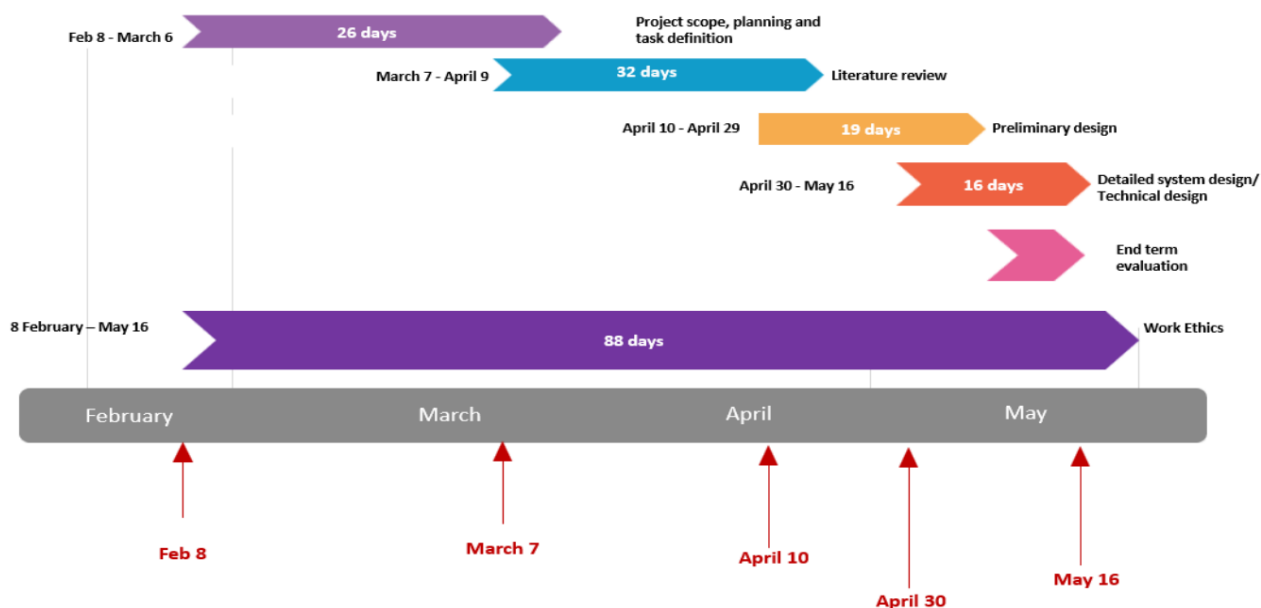 Feb 8 - March 6
26 days
Project scope, planning and
task definition
March 7 - April 9
32 days
Literature review
April 10 - April 29
19 days
Preliminary design
April 30 - May 16
16 days
Detailed system design/
Technical design
End term
evaluation
8 February – May 16
88 days
Work Ethics
February
March
April
May
Feb 8
March 7
April 10
April 30
May 16